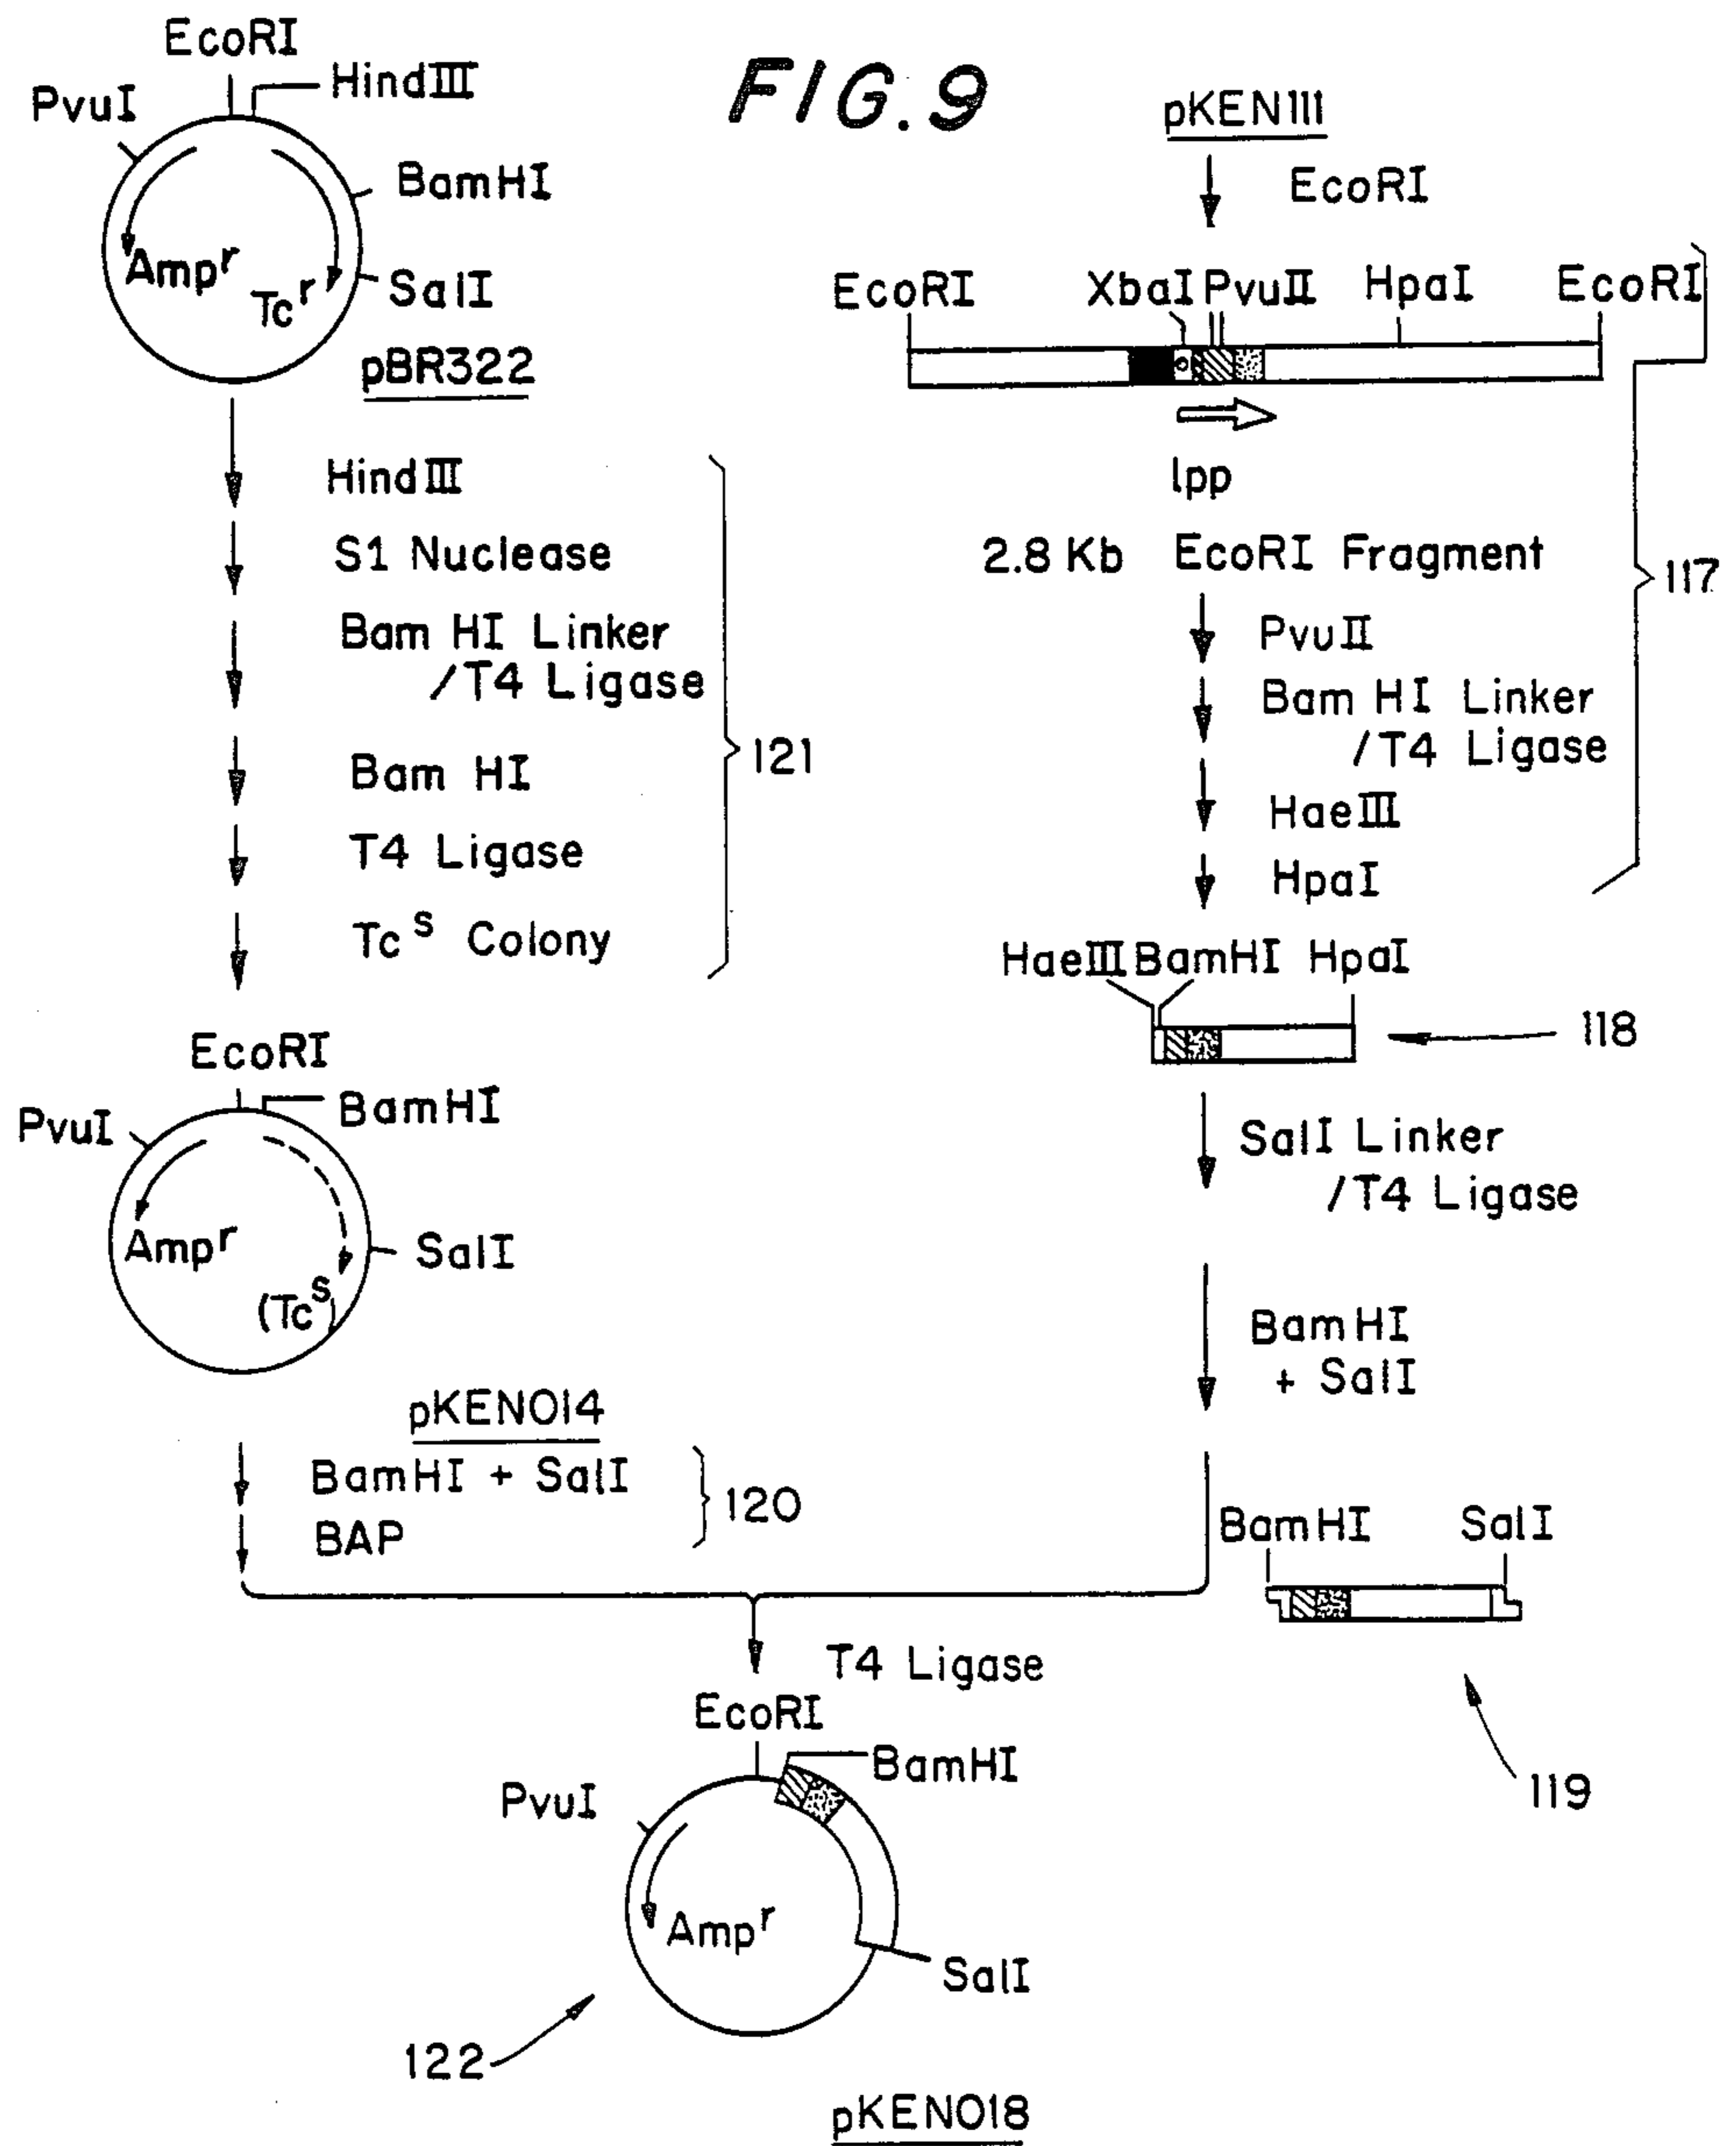 FIG. 9
EcoRI
HindIII
PvuI
BamHI
Ampr
Tcr
SalI
pBR322
HindIII
S1 Nuclease
Bam HI Linker
/T4 Ligase
Bam HI
T4 Ligase
Tcs Colony
121
EcoRI
BamHI
PvuI
Ampr
SalI
(Tcs)
pKEN014
BamHI + SalI
BAP
120
pKEN111
EcoRI
EcoRI
XbaI
PvuII
HpaI
EcoRI
lpp
2.8 Kb EcoRI Fragment
PvuII
Bam HI Linker
/T4 Ligase
HaeIII
HpaI
117
HaeIII
BamHI
HpaI
118
SalI Linker
/T4 Ligase
BamHI
+ SalI
BamHI
SalI
119
T4 Ligase
EcoRI
BamHI
PvuI
Ampr
SalI
122
pKEN018